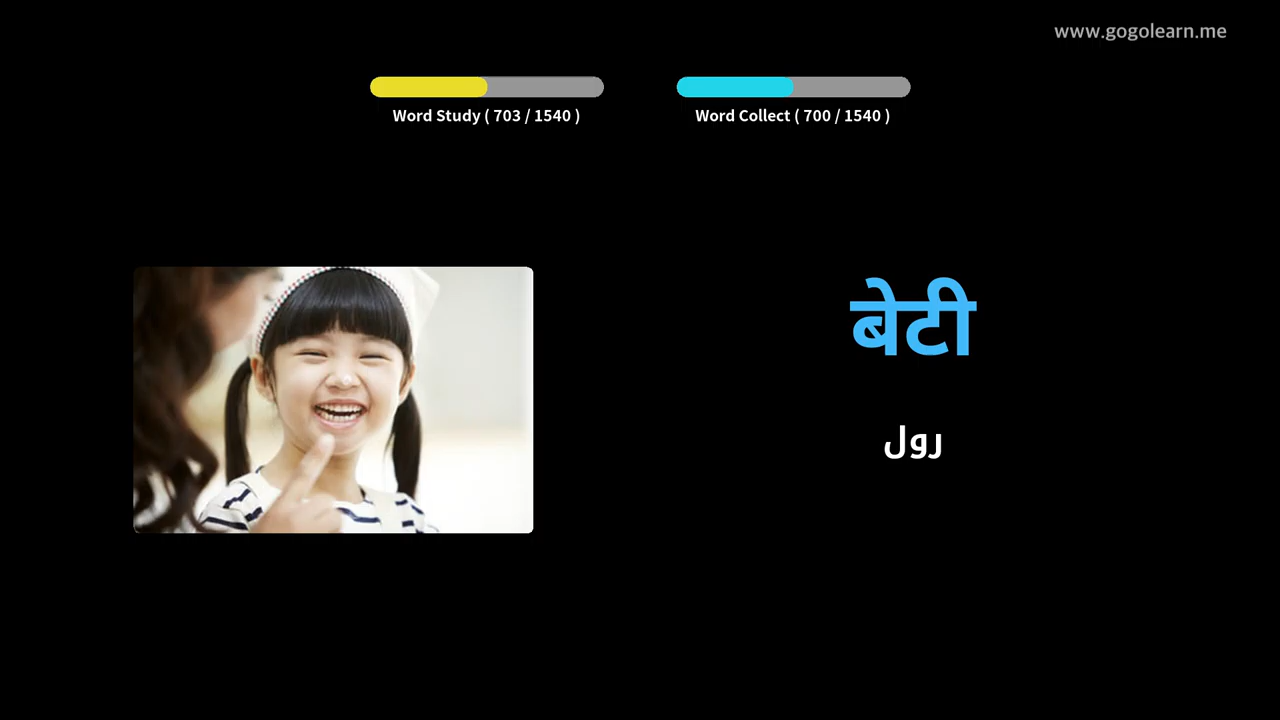 www.gogolearn.me
Word Study ( 703 / 1540 )
Word Collect ( 700 / 1540 )
बेटी
رول